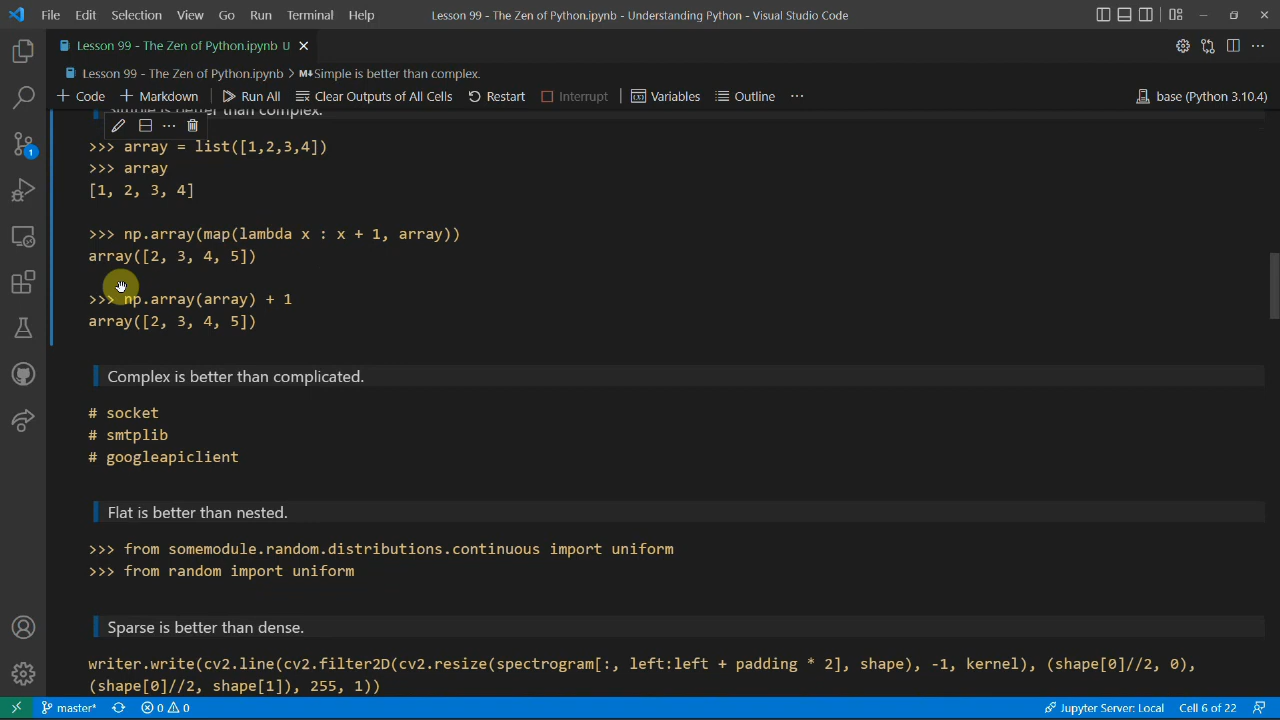 File Edit Selection View Go Run Terminal Help Lesson 99 - The Zen of Python.ipynb - Understanding Python - Visual Studio Code
Lesson 99 - The Zen of Python.ipynb U
Lesson 99 - The Zen of Python.ipynb > M↓Simple is better than complex.
+ Code + Markdown Run All Clear Outputs of All Cells Restart Interrupt Variables Outline ... base (Python 3.10.4)
Simple is better than complex.
>>> array = list([1,2,3,4])
>>> array
[1, 2, 3, 4]
>>> np.array(map(lambda x : x + 1, array))
array([2, 3, 4, 5])
>>> np.array(array) + 1
array([2, 3, 4, 5])
Complex is better than complicated.
# socket
# smtplib
# googleapiclient
Flat is better than nested.
>>> from somemodule.random.distributions.continuous import uniform
>>> from random import uniform
Sparse is better than dense.
writer.write(cv2.line(cv2.filter2D(cv2.resize(spectrogram[:, left:left + padding * 2], shape), -1, kernel), (shape[0]//2, 0),
(shape[0]//2, shape[1]), 255, 1))
1
master* 0 0 Jupyter Server: Local Cell 6 of 22